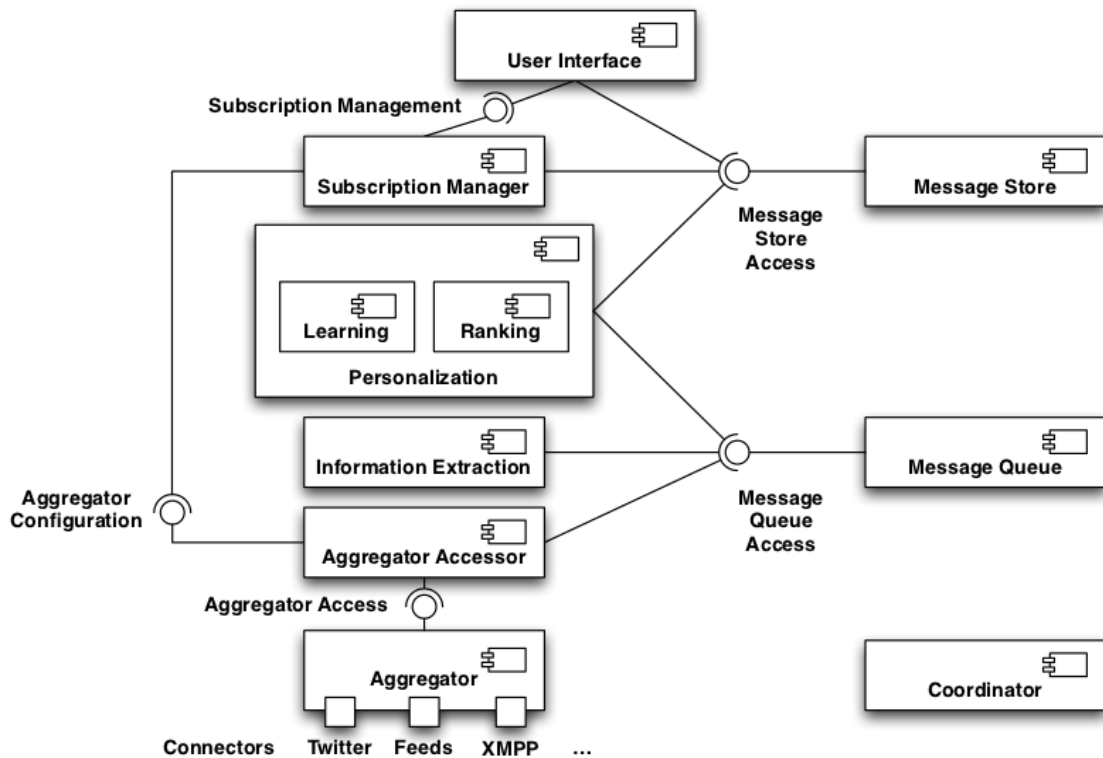 User Interface
Subscription Management
Subscription Manager
Message Store
Message
Store
Access
Learning
Ranking
Personalization
Information Extraction
Message Queue
Aggregator
Configuration
Message
Queue
Access
Aggregator Accessor
Aggregator Access
Aggregator
Coordinator
Connectors Twitter Feeds XMPP ...